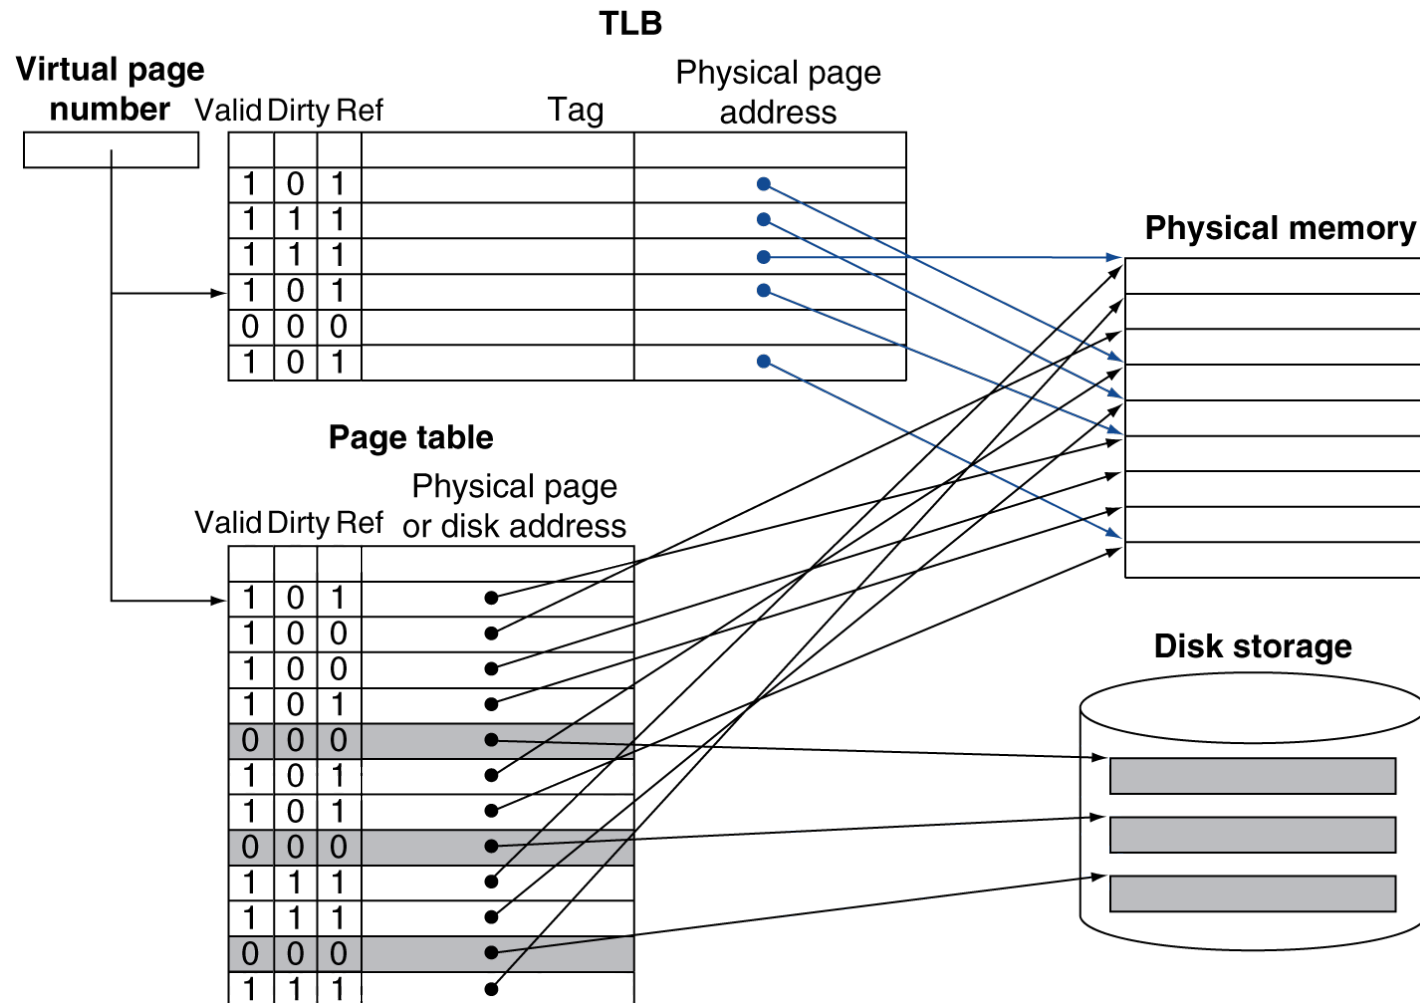 TLB
Virtual page
number
Valid Dirty Ref
Tag
Physical page
address
1 0 1
1 1 1
1 1 1
1 0 1
0 0 0
1 0 1
Physical memory
Page table
Physical page
or disk address
Valid Dirty Ref
1 0 1
1 0 0
1 0 0
1 0 1
0 0 0
1 0 1
1 0 1
0 0 0
1 1 1
1 1 1
0 0 0
1 1 1
Disk storage